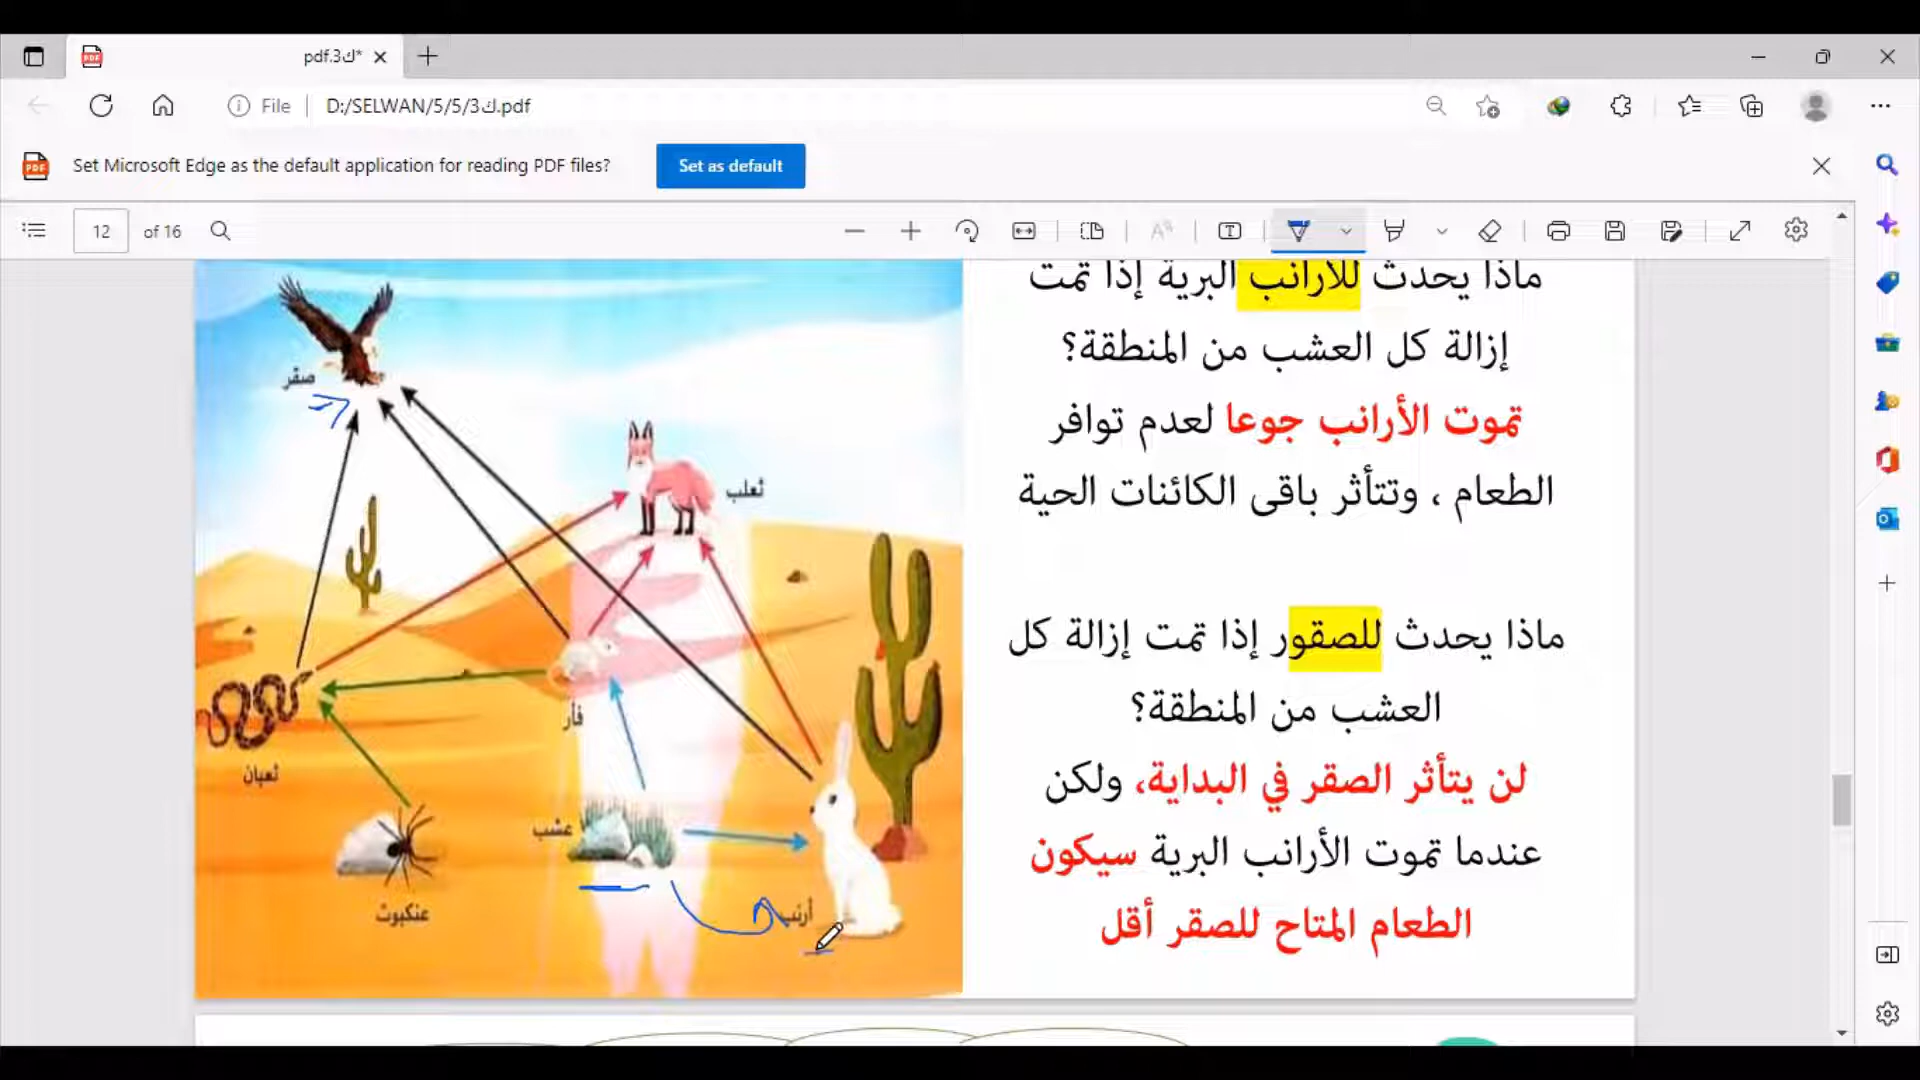 pdf.3ك*
File
D:/SELWAN/5/5/3ك.pdf
Set Microsoft Edge as the default application for reading PDF files?
Set as default
12 of 16
ماذا يحدث للأرانب البرية إذا تمت
إزالة كل العشب من المنطقة؟
تموت الأرانب جوعا لعدم توافر
الطعام ، وتتأثر باقى الكائنات الحية
ماذا يحدث للصقور إذا تمت إزالة كل
العشب من المنطقة؟
لن يتأثر الصقر في البداية، ولكن
عندما تموت الأرانب البرية سيكون
الطعام المتاح للصقر أقل
صقر
ثعلب
فأر
ثعبان
عشب
عنكبوت
أرنب